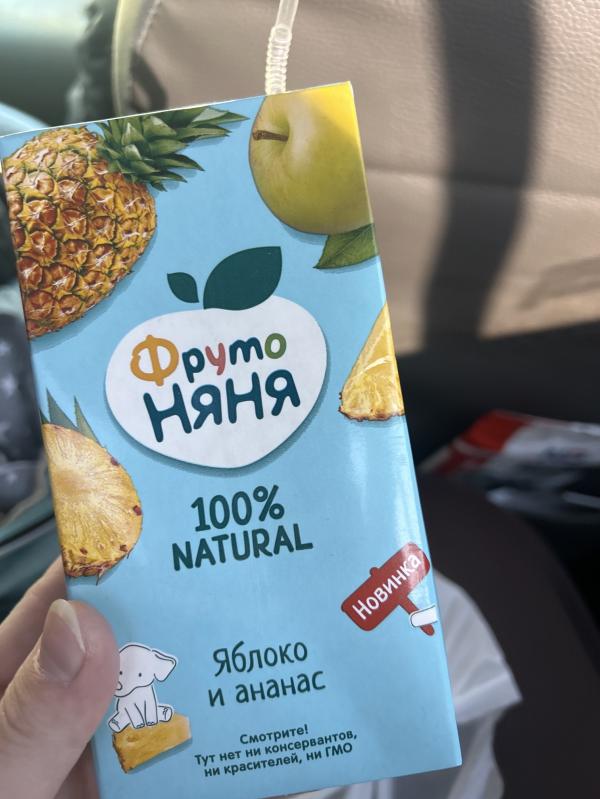 Фруто
НЯНЯ
100%
NATURAL
Новинка
Яблоко
и ананас
Смотрите!
Тут нет ни консервантов,
ни красителей, ни ГМО